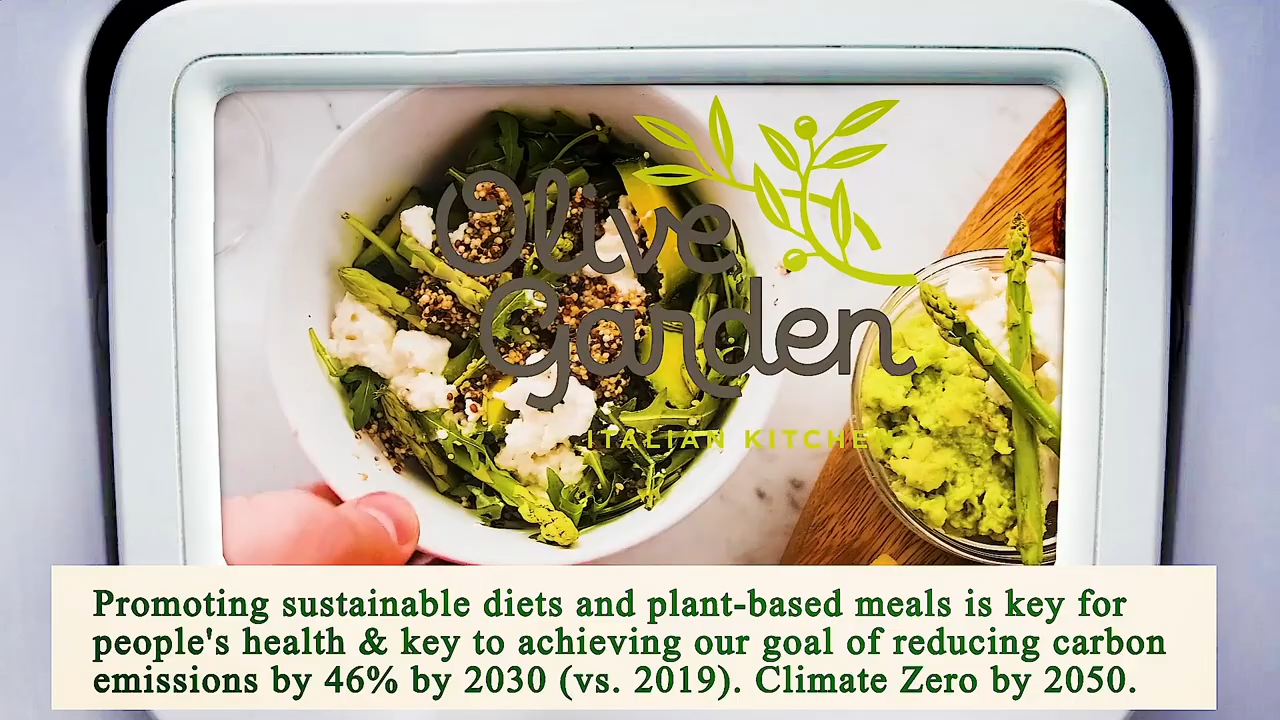 Olive
Garden
ITALIAN KITCHEN
Promoting sustainable diets and plant-based meals is key for
people's health & key to achieving our goal of reducing carbon
emissions by 46% by 2030 (vs. 2019). Climate Zero by 2050.